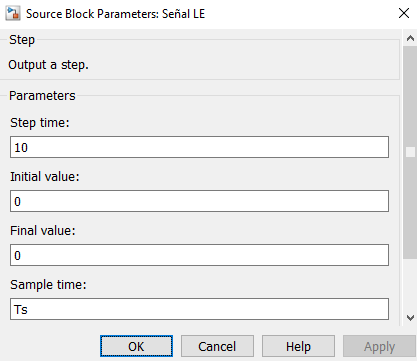 Source Block Parameters: Señal LE
Step
Output a step.
Parameters
Step time:
10
Initial value:
0
Final value:
0
Sample time:
Ts
OK Cancel Help Apply